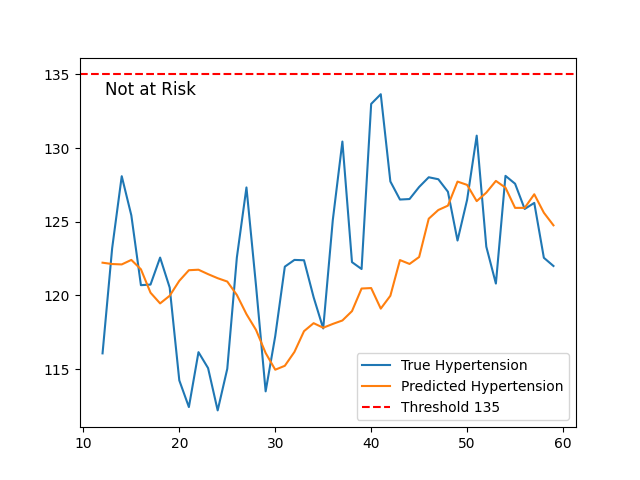 135
Not at Risk
130
125
120
115
True Hypertension
Predicted Hypertension
Threshold 135
10 20 30 40 50 60